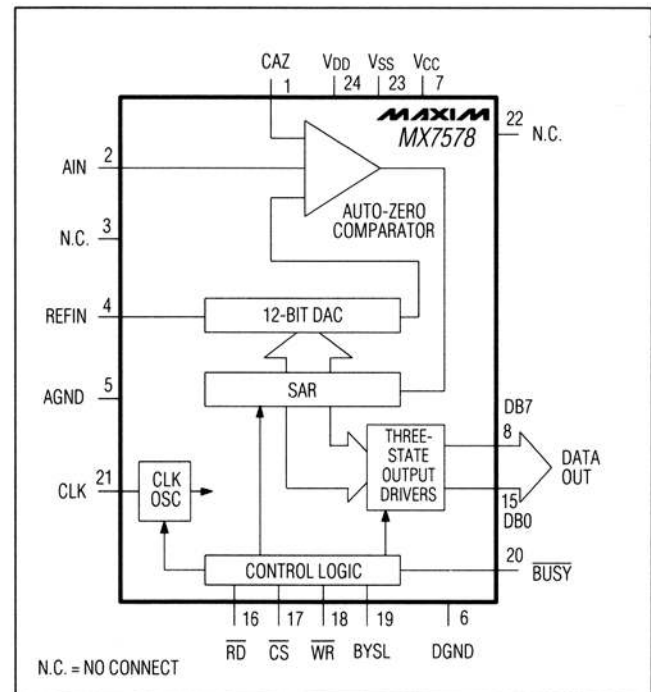 CAZ VDD VSS VCC
1 24 23 7
MAXIM
MX7578
22
N.C.
AIN
2
AUTO-ZERO
COMPARATOR
N.C.
3
REFIN
4
12-BIT DAC
AGND
5
SAR
DB7
8
THREE-
STATE
OUTPUT
DRIVERS
DATA
OUT
CLK
21
CLK
OSC
15
DB0
20
BUSY
CONTROL LOGIC
16 17 18 19 6
RD CS WR BYSL DGND
N.C. = NO CONNECT